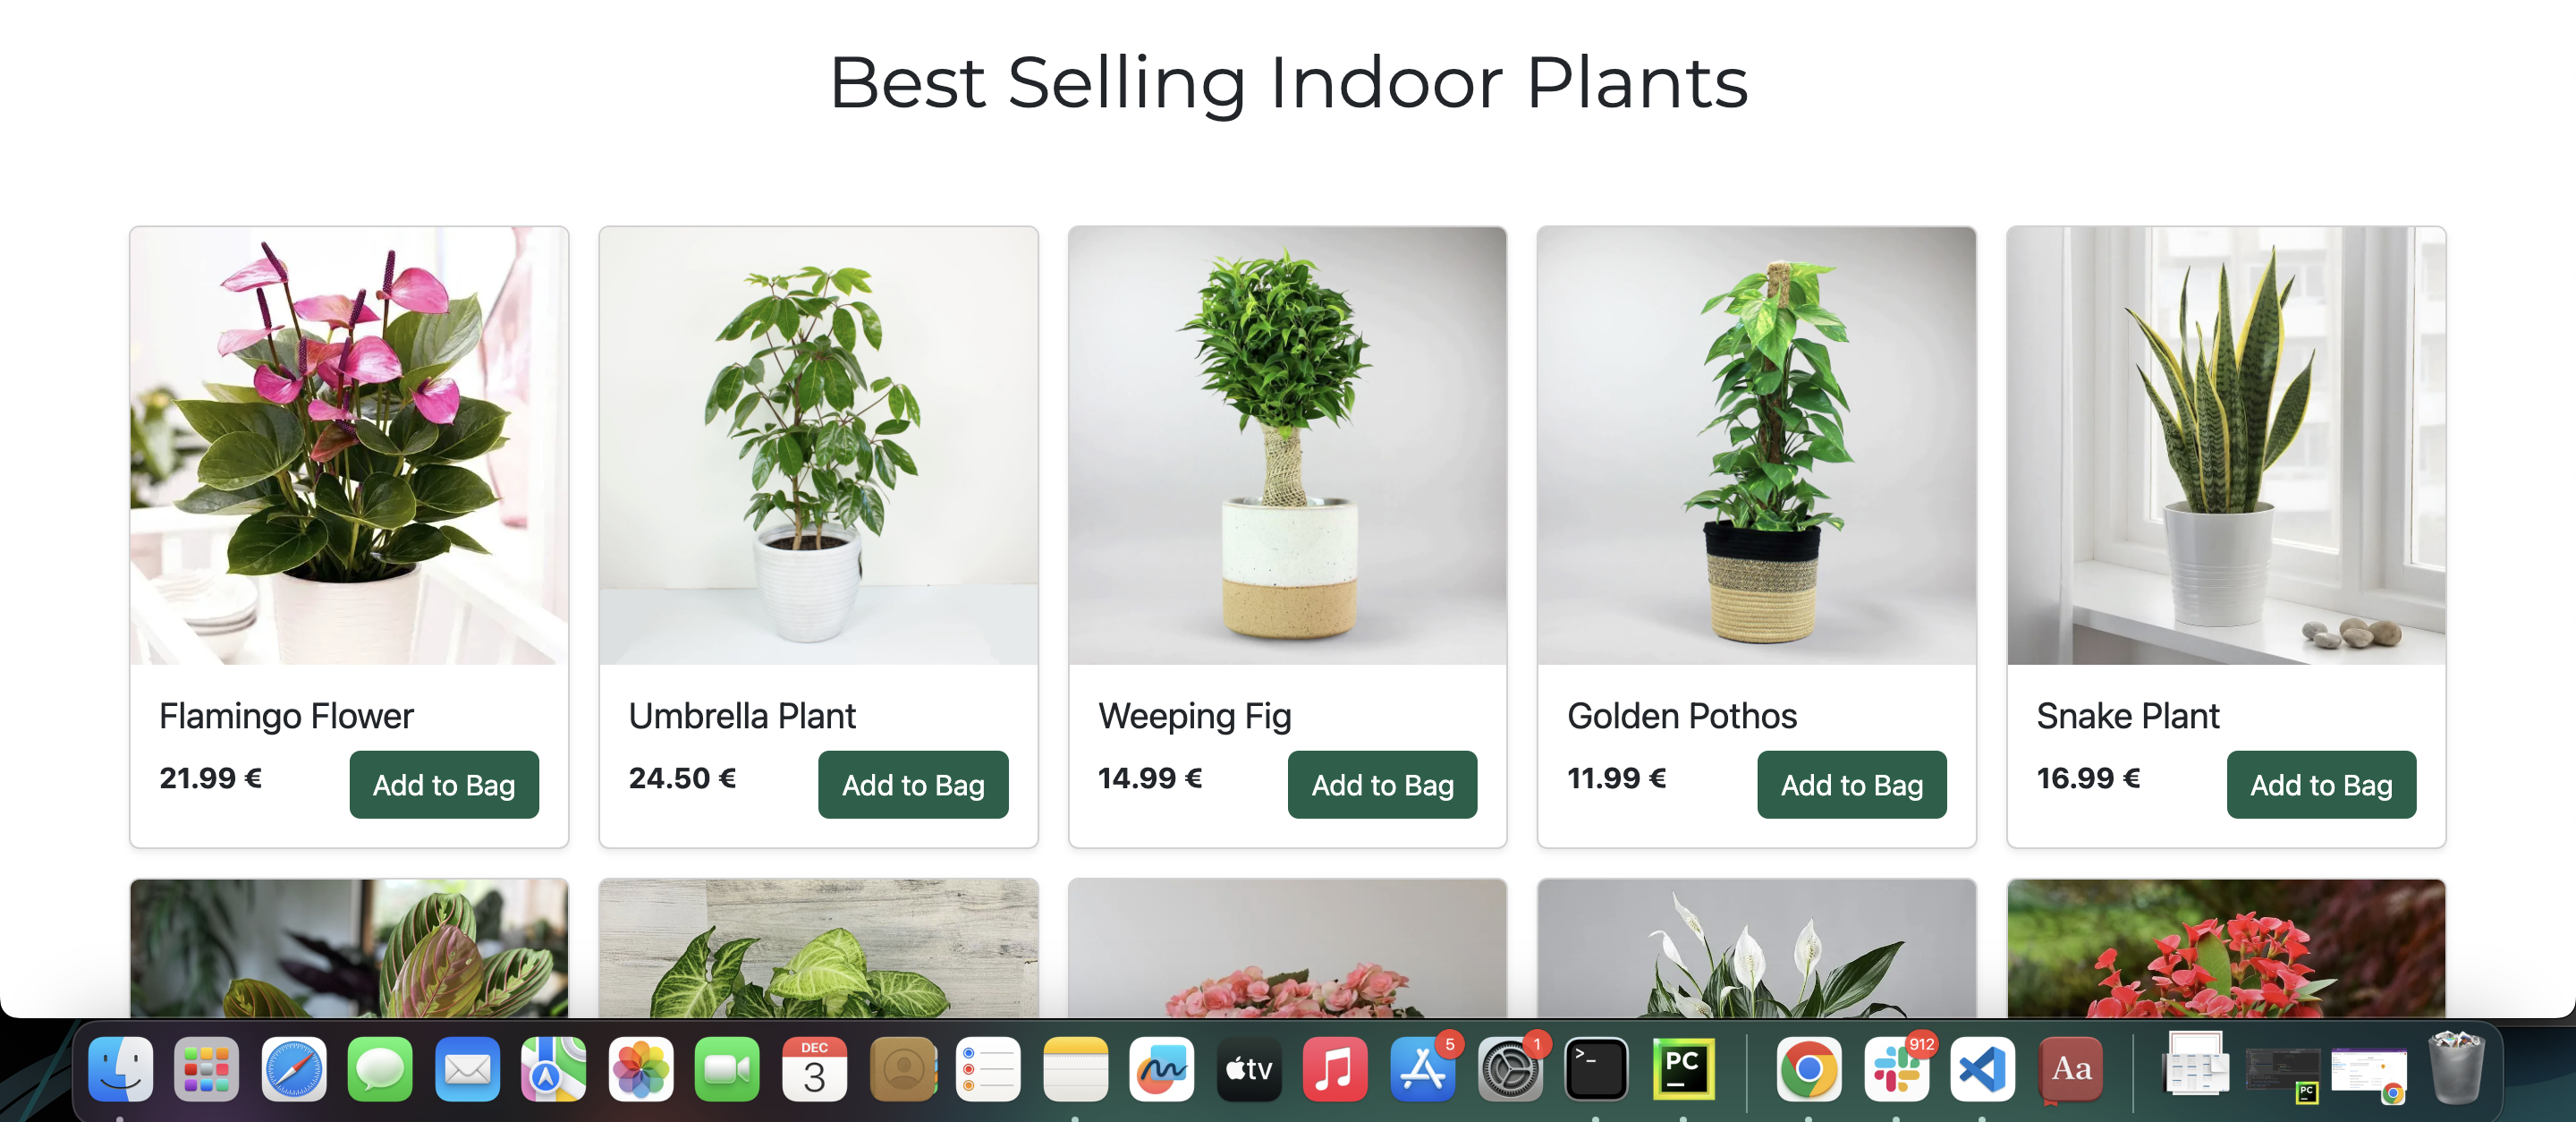 Best Selling Indoor Plants
Flamingo Flower
21.99 €
Add to Bag
Umbrella Plant
24.50 €
Add to Bag
Weeping Fig
14.99 €
Add to Bag
Golden Pothos
11.99 €
Add to Bag
Snake Plant
16.99 €
Add to Bag
DEC
3
tv
5
1
>_
PC
912
Aa
PC